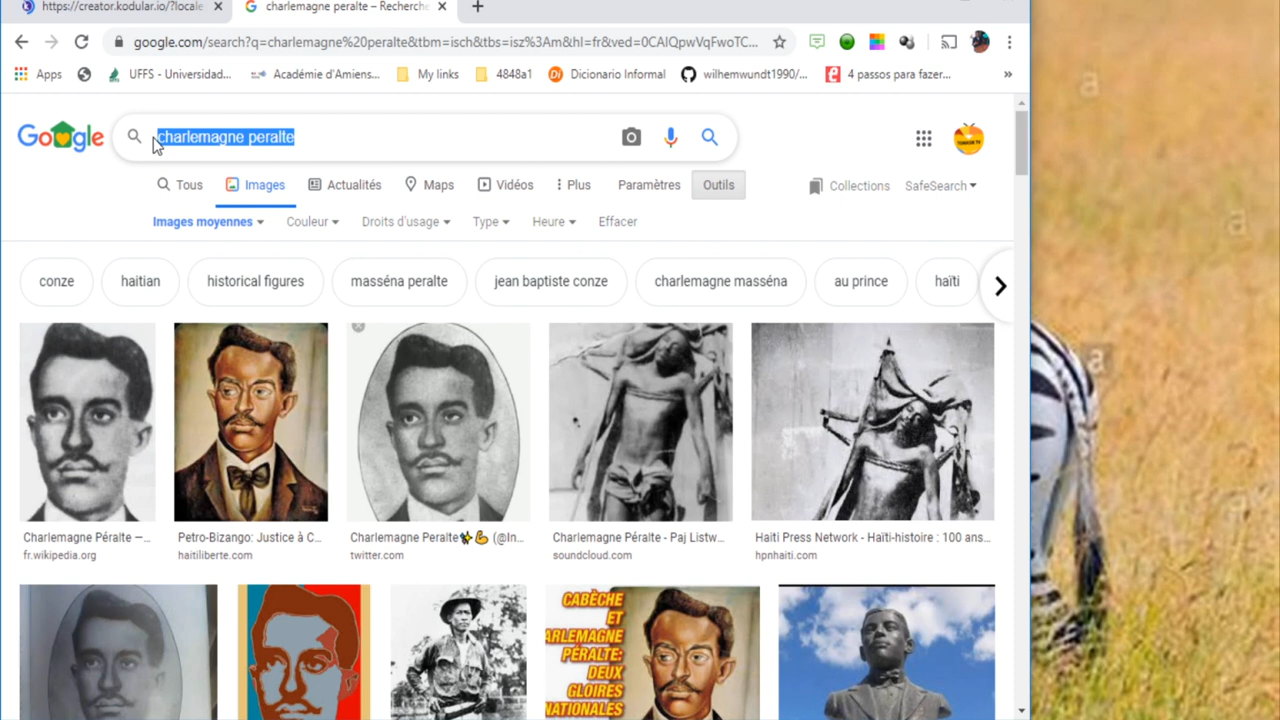 https://creator.kodular.io/?locale
charlemagne peralte – Recherche
google.com/search?q=charlemagne%20peralte&tbm=isch&tbs=isz%3Am&hl=fr&ved=0CAIQpwVqFwoTC...
Apps
UFFS - Universidad...
Académie d'Amiens...
My links
4848a1
Dicionario Informal
wilhemwundt1990/...
4 passos para fazer...
»
Google
charlemagne peralte
Tous
Images
Actualités
Maps
Vidéos
Plus
Paramètres
Outils
Collections
SafeSearch
Images moyennes
Couleur
Droits d'usage
Type
Heure
Effacer
conze
haitian
historical figures
masséna peralte
jean baptiste conze
charlemagne masséna
au prince
haïti
Charlemagne Péralte —...
fr.wikipedia.org
Petro-Bizango: Justice à C...
haitiliberte.com
Charlemagne Peralte✨💪 (@In...
twitter.com
Charlemagne Péralte - Paj Listw...
soundcloud.com
Haiti Press Network - Haïti-histoire : 100 ans...
hpnhaiti.com
CABÈCHE
ET
ARLEMAGNE
PÉRALTE:
DEUX
GLOIRES
NATIONALES
a
a
a